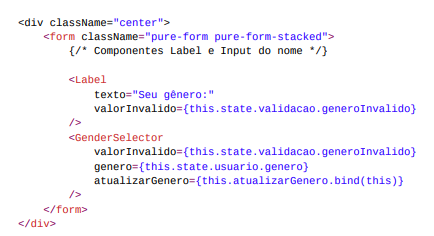 <div className="center">
<form className="pure-form pure-form-stacked">
{/* Componentes Label e Input do nome */}
<Label
texto="Seu gênero:"
valorInvalido={this.state.validacao.generoInvalido}
/>
<GenderSelector
valorInvalido={this.state.validacao.generoInvalido}
genero={this.state.usuario.genero}
atualizarGenero={this.atualizarGenero.bind(this)}
/>
</form>
</div>